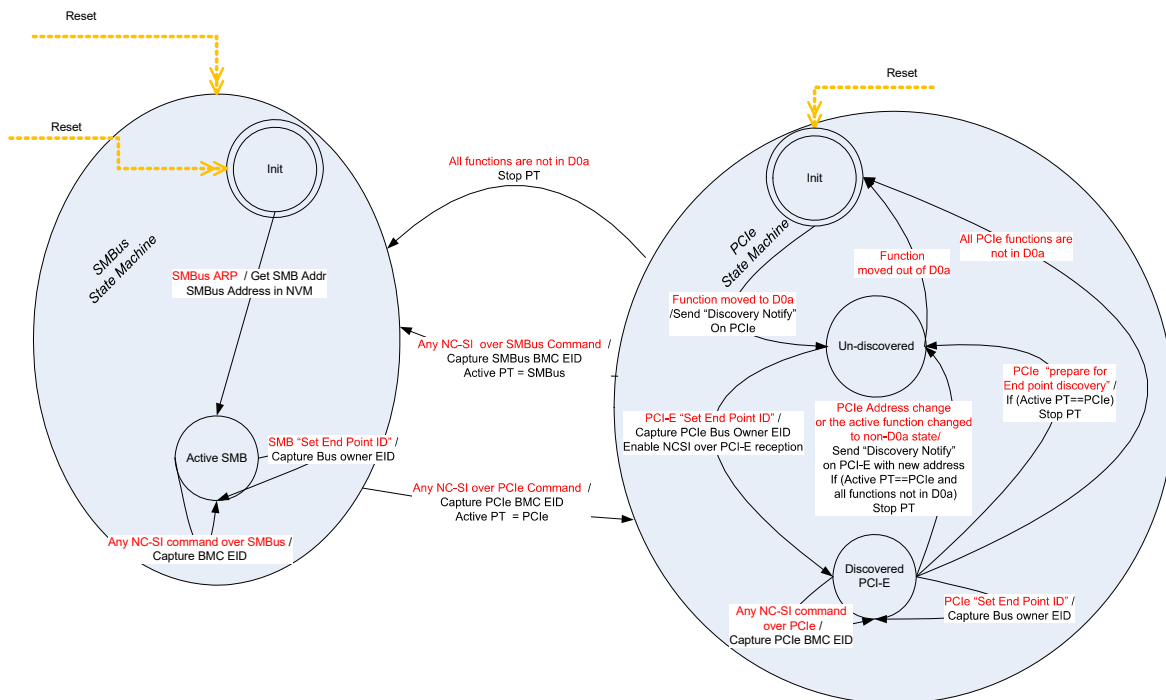 Reset
Reset
Init
SMBus
State Machine
SMBus ARP / Get SMB Addr
SMBus Address in NVM
Active SMB
SMB “Set End Point ID” /
Capture Bus owner EID
Any NC-SI command over SMBus /
Capture BMC EID
All functions are not in D0a
Stop PT
Any NC-SI over SMBus Command /
Capture SMBus BMC EID
Active PT = SMBus
Any NC-SI over PCIe Command /
Capture PCIe BMC EID
Active PT = PCIe
Reset
Init
PCIe
State Machine
Function moved to D0a
/Send “Discovery Notify”
On PCIe
Function
moved out of D0a
All PCIe functions are
not in D0a
Un-discovered
PCI-E “Set End Point ID” /
Capture PCIe Bus Owner EID
Enable NCSI over PCI-E reception
PCIe Address change
or the active function changed
to non-D0a state/
Send “Discovery Notify”
on PCI-E with new address
If (Active PT==PCIe and
all functions not in D0a)
Stop PT
PCIe “prepare for
End point discovery” /
If (Active PT==PCIe)
Stop PT
Discovered
PCI-E
Any NC-SI command
over PCIe /
Capture PCIe BMC EID
PCIe “Set End Point ID” /
Capture Bus owner EID